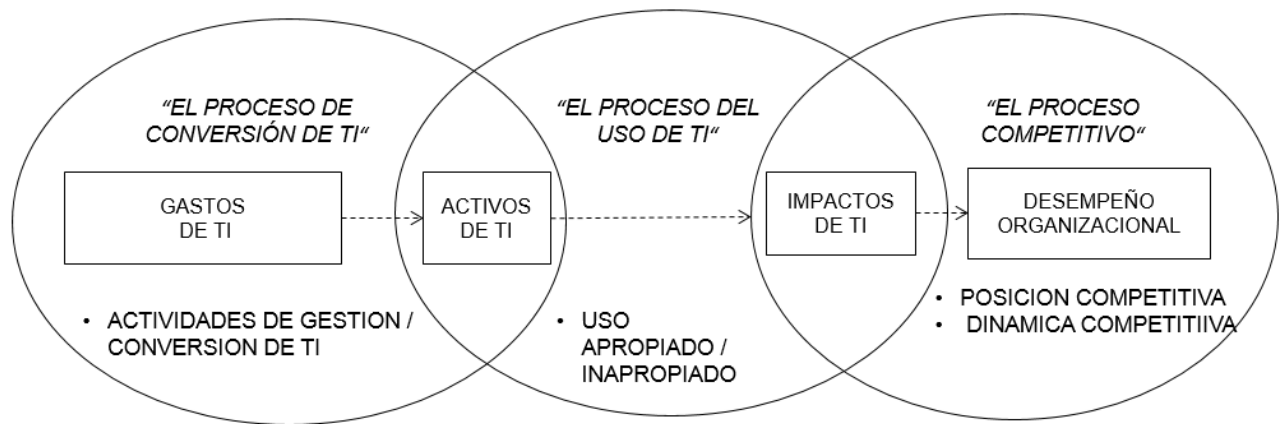 "EL PROCESO DE
CONVERSIÓN DE TI"
"EL PROCESO DEL
USO DE TI"
"EL PROCESO
COMPETITIVO"
GASTOS
DE TI
ACTIVOS
DE TI
IMPACTOS
DE TI
DESEMPEÑO
ORGANIZACIONAL
• ACTIVIDADES DE GESTION /
CONVERSION DE TI
• USO
APROPIADO /
INAPROPIADO
• POSICION COMPETITIVA
• DINAMICA COMPETITIIVA